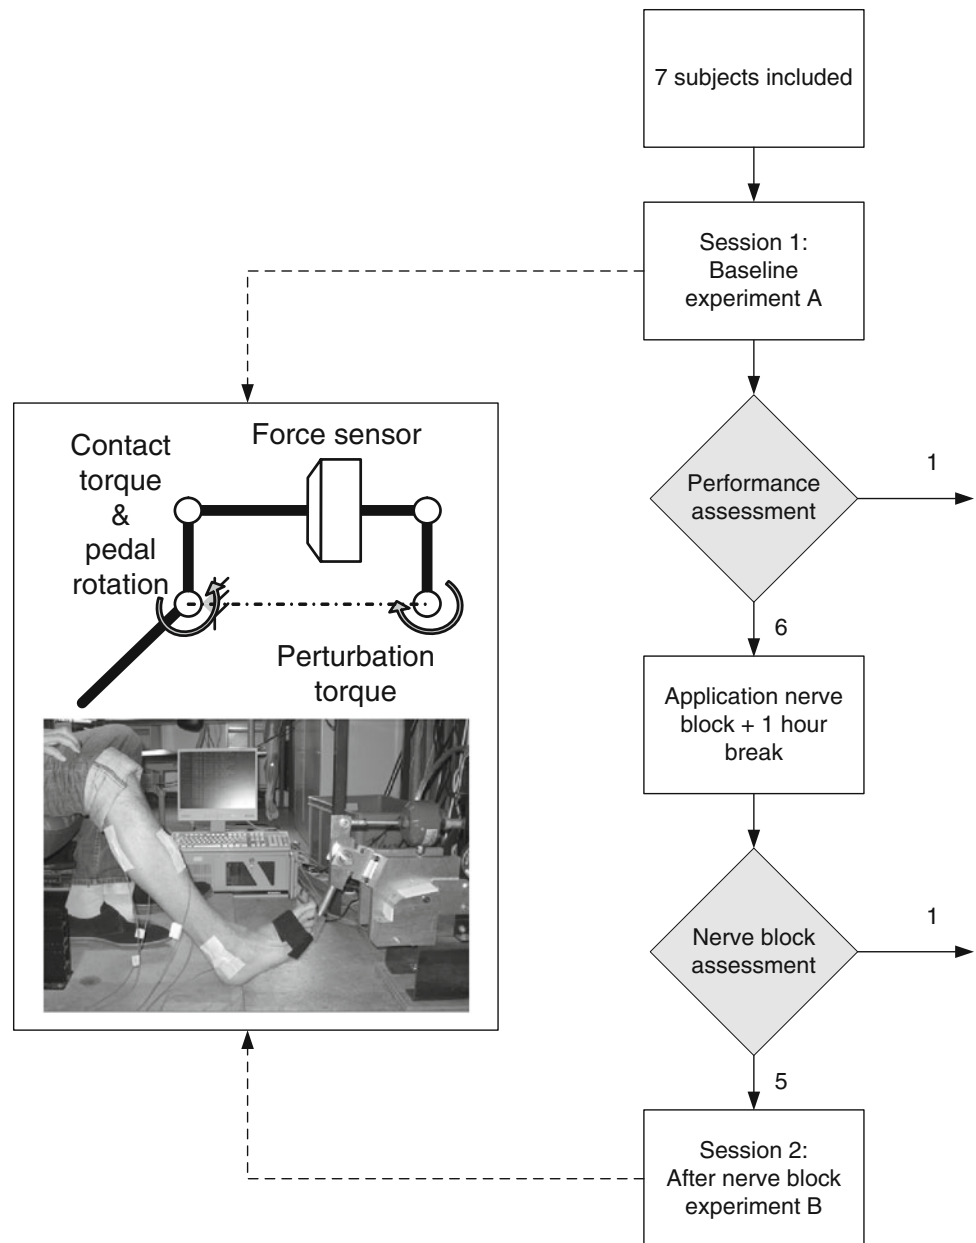 7 subjects included
Session 1:
Baseline
experiment A
Contact
torque
&
pedal
rotation
Force sensor
Perturbation
torque
Performance
assessment
1
6
Application nerve
block + 1 hour
break
Nerve block
assessment
1
5
Session 2:
After nerve block
experiment B